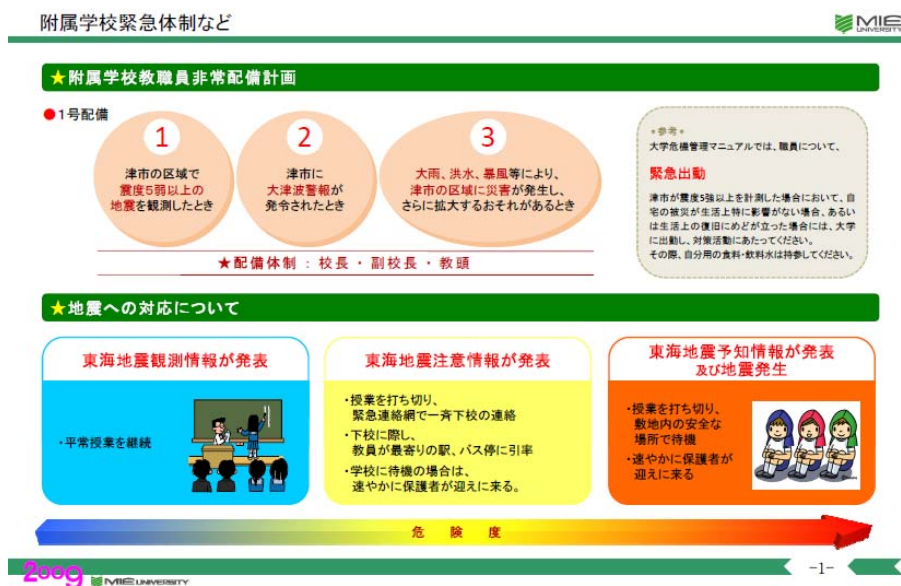 附属学校緊急体制など
MIE
UNIVERSITY
★附属学校教職員非常配備計画
●1号配備
1
津市の区域で
震度5弱以上の
地震を観測したとき
2
津市に
大津波警報が
発令されたとき
3
大雨、洪水、暴風等により、
津市の区域に災害が発生し、
さらに拡大するおそれがあるとき
★配備体制：校長・副校長・教頭
*参考*
大学危機管理マニュアルでは、職員について、
緊急出動
津市が震度5強以上を計測した場合において、自
宅の被災が生活上特に影響がない場合、あるい
は生活上の復旧にめどが立った場合には、大学
に出動し、対策活動にあたってください。
その際、自分用の食料・飲料水は持参してください。
★地震への対応について
東海地震観測情報が発表
・平常授業を継続
東海地震注意情報が発表
・授業を打ち切り、
緊急連絡網で一斉下校の連絡
・下校に際し、
教員が最寄りの駅、バス停に引率
・学校に待機の場合は、
速やかに保護者が迎えに来る。
東海地震予知情報が発表
及び地震発生
・授業を打ち切り、
敷地内の安全な
場所で待機
・速やかに保護者が
迎えに来る
危 険 度
2009
MIE UNIVERSITY
-1-